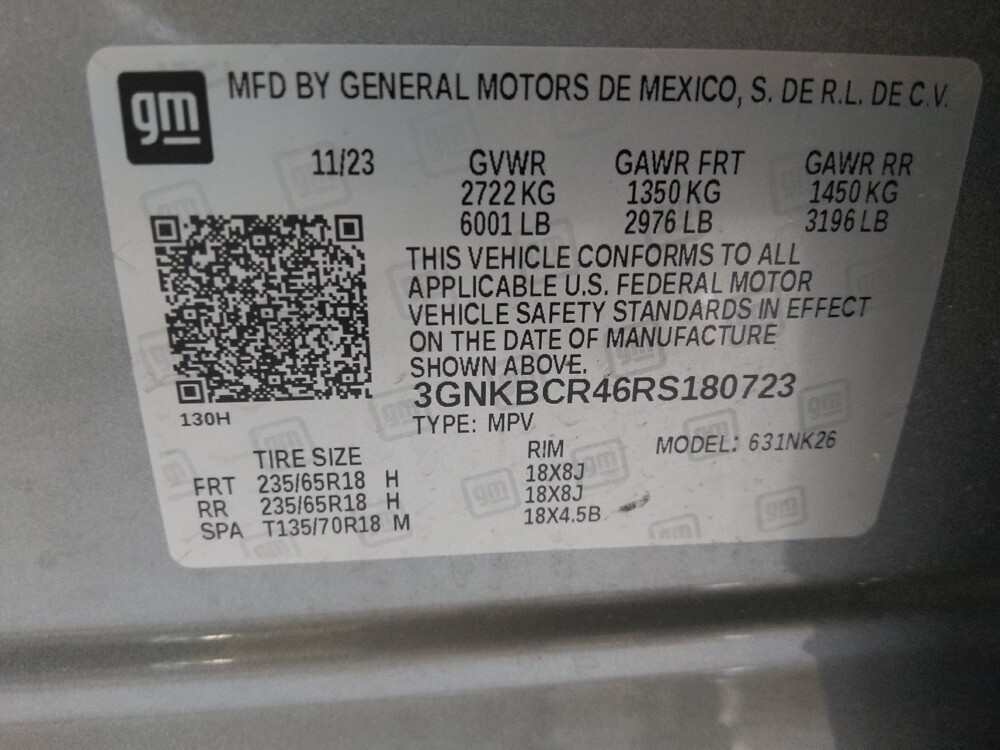 gm
MFD BY GENERAL MOTORS DE MEXICO, S. DE R.L. DE C.V.
11/23 GVWR GAWR FRT GAWR RR
2722 KG 1350 KG 1450 KG
6001 LB 2976 LB 3196 LB
THIS VEHICLE CONFORMS TO ALL
APPLICABLE U.S. FEDERAL MOTOR
VEHICLE SAFETY STANDARDS IN EFFECT
ON THE DATE OF MANUFACTURE
SHOWN ABOVE.
3GNKBCR46RS180723
130H
TYPE: MPV
MODEL: 631NK26
TIRE SIZE RIM
FRT 235/65R18 H 18X8J
RR 235/65R18 H 18X8J
SPA T135/70R18 M 18X4.5B